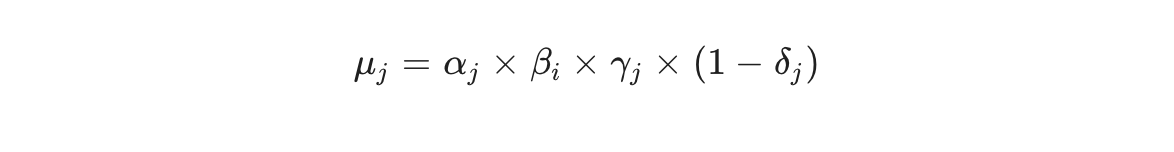 μ_j = α_j × β_i × γ_j × (1 − δ_j)